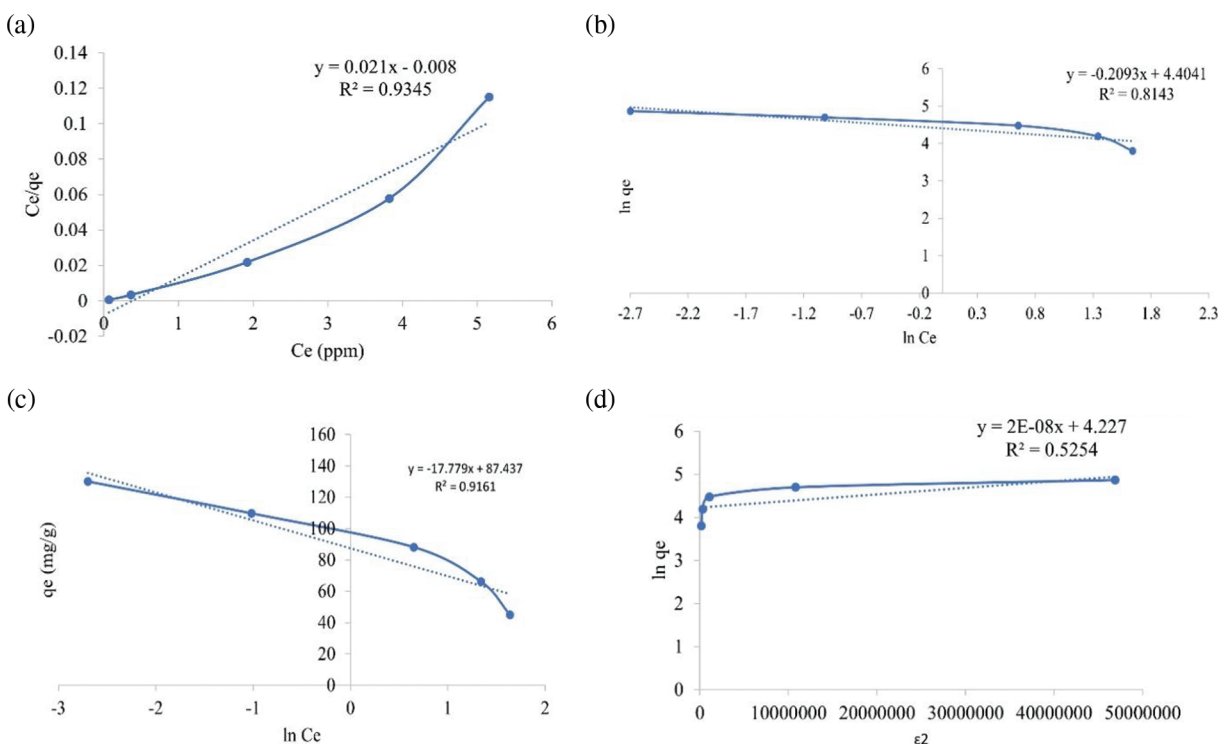 (a)
0.14
0.12
0.1
0.08
0.06
0.04
0.02
0
-0.02
Ce/qe
y = 0.021x - 0.008
R² = 0.9345
0 1 2 3 4 5 6
Ce (ppm)
(b)
6
5
4
3
2
1
0
ln qe
y = -0.2093x + 4.4041
R² = 0.8143
-2.7 -2.2 -1.7 -1.2 -0.7 -0.2 0.3 0.8 1.3 1.8 2.3
ln Ce
(c)
160
140
120
100
80
60
40
20
0
qe (mg/g)
y = -17.779x + 87.437
R² = 0.9161
-3 -2 -1 0 1 2
ln Ce
(d)
6
5
4
3
2
1
0
ln qe
y = 2E-08x + 4.227
R² = 0.5254
0 10000000 20000000 30000000 40000000 50000000
ε2